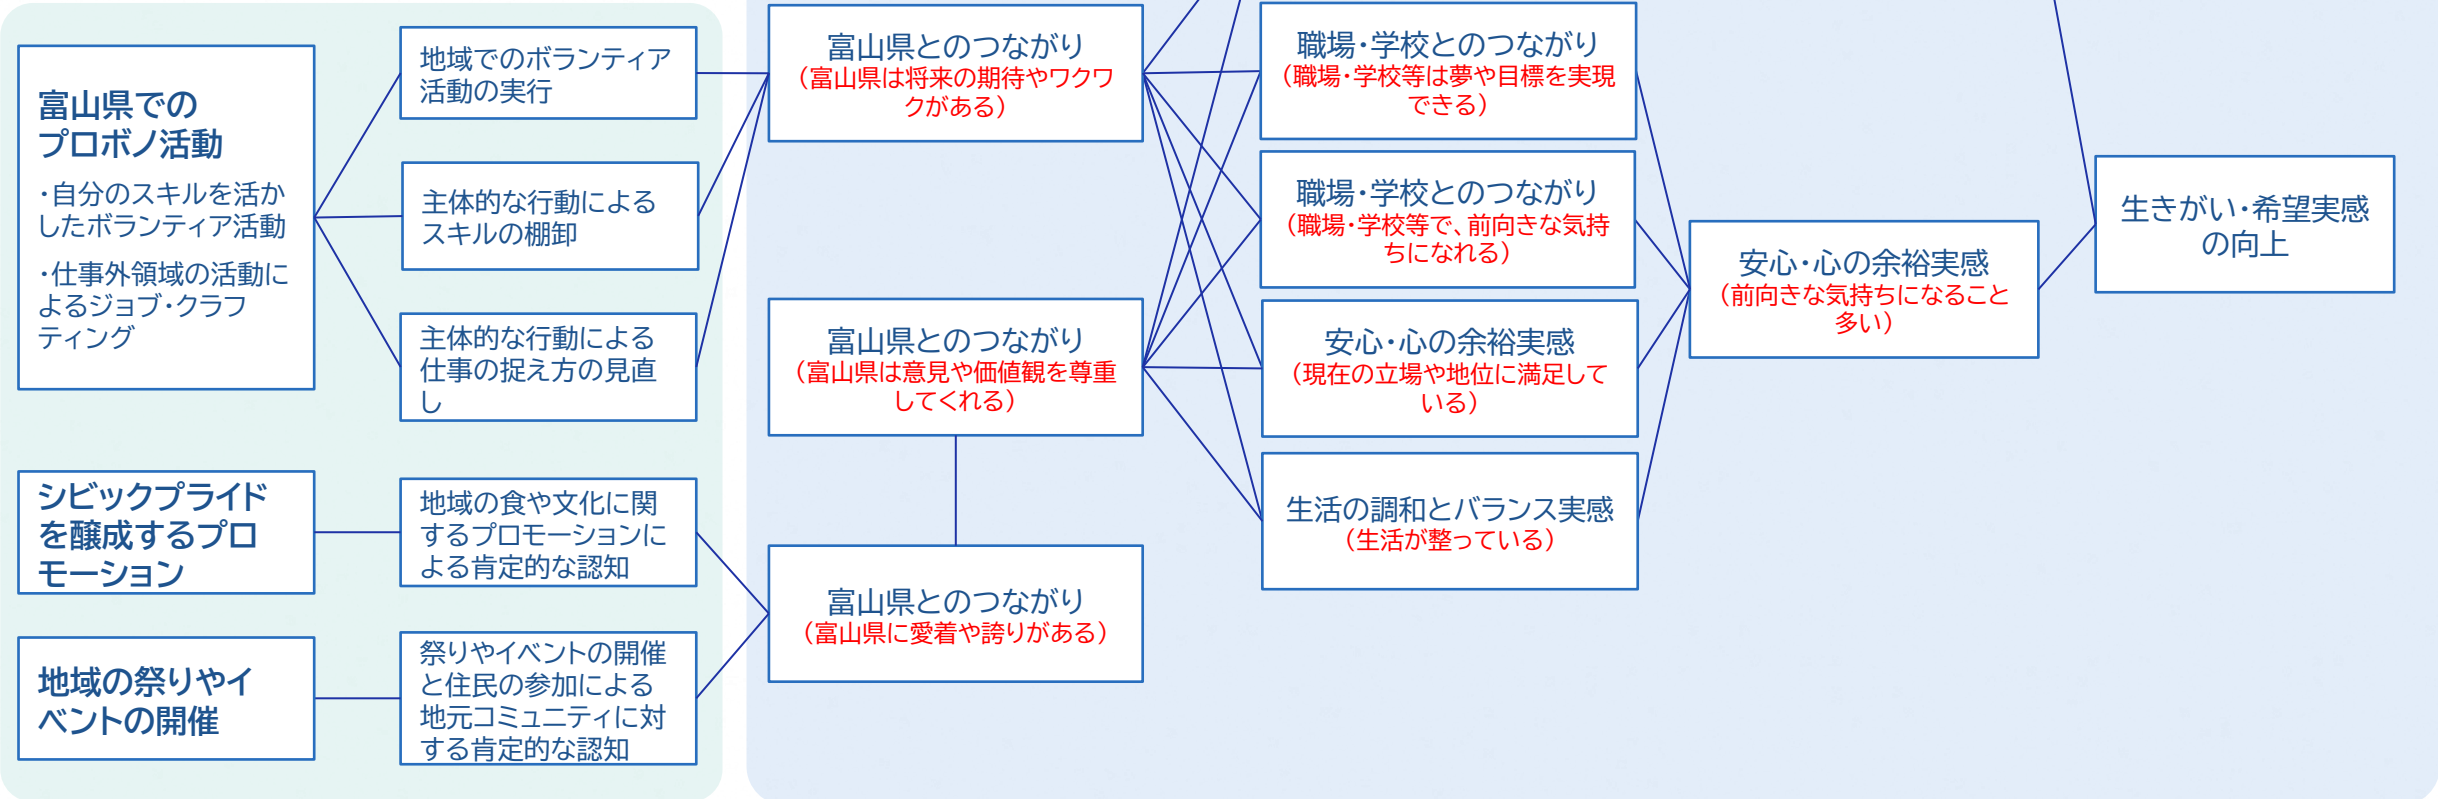 富山県での
プロボノ活動
・自分のスキルを活か
したボランティア活動
・仕事外領域の活動に
よるジョブ・クラフ
ティング
シビックプライド
を醸成するプロ
モーション
地域の祭りやイ
ベントの開催
地域でのボランティア
活動の実行
主体的な行動による
スキルの棚卸
主体的な行動による
仕事の捉え方の見直
し
地域の食や文化に関
するプロモーションに
よる肯定的な認知
祭りやイベントの開催
と住民の参加による
地元コミュニティに対
する肯定的な認知
富山県とのつながり
（富山県は将来の期待やワクワ
クがある）
富山県とのつながり
（富山県は意見や価値観を尊重
してくれる）
富山県とのつながり
（富山県に愛着や誇りがある）
職場・学校とのつながり
（職場・学校等は夢や目標を実現
できる）
職場・学校とのつながり
（職場・学校等で、前向きな気持
ちになれる）
安心・心の余裕実感
（現在の立場や地位に満足して
いる）
生活の調和とバランス実感
（生活が整っている）
安心・心の余裕実感
（前向きな気持ちになること
多い）
生きがい・希望実感
の向上